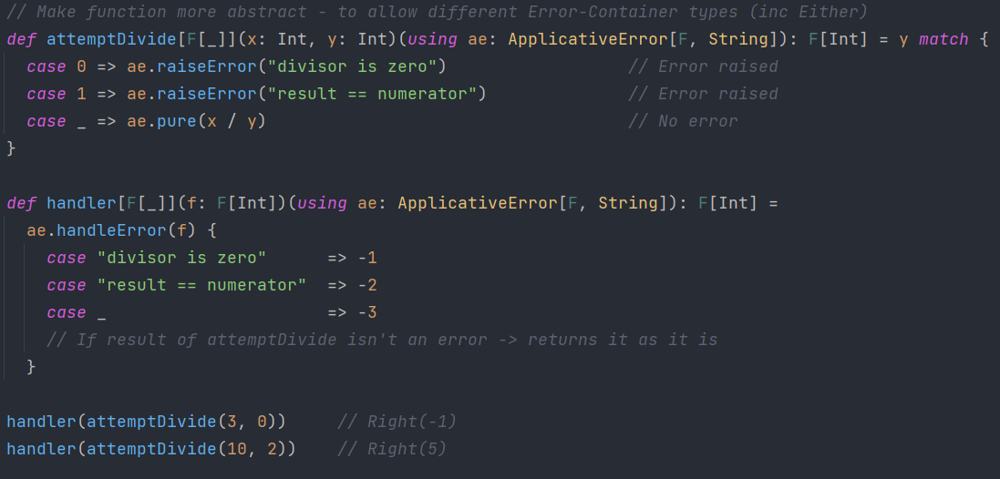 // Make function more abstract - to allow different Error-Container types (inc Either)
def attemptDivide[F[_]](x: Int, y: Int)(using ae: ApplicativeError[F, String]): F[Int] = y match {
  case 0 => ae.raiseError("divisor is zero")                  // Error raised
  case 1 => ae.raiseError("result == numerator")              // Error raised
  case _ => ae.pure(x / y)                                    // No error
}

def handler[F[_]](f: F[Int])(using ae: ApplicativeError[F, String]): F[Int] =
  ae.handleError(f) {
    case "divisor is zero"      => -1
    case "result == numerator"  => -2
    case _                      => -3
    // If result of attemptDivide isn't an error -> returns it as it is
  }

handler(attemptDivide(3, 0))     // Right(-1)
handler(attemptDivide(10, 2))    // Right(5)